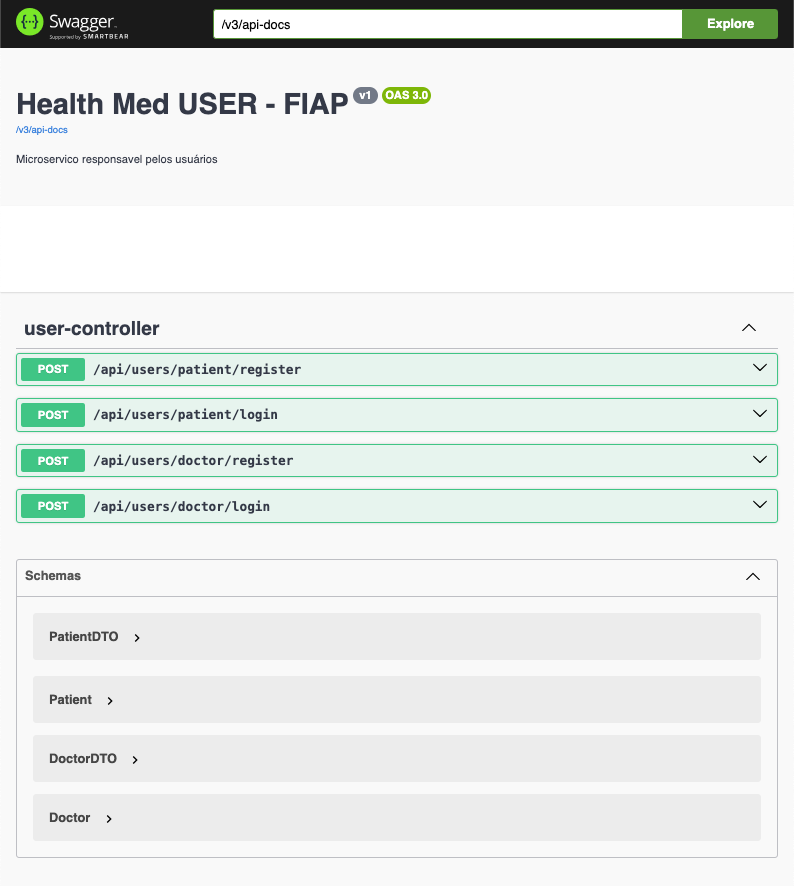 Swagger
Supported by SMARTBEAR
/v3/api-docs
Explore
Health Med USER - FIAP v1 OAS 3.0
/v3/api-docs
Microservico responsavel pelos usuários
user-controller
POST /api/users/patient/register
POST /api/users/patient/login
POST /api/users/doctor/register
POST /api/users/doctor/login
Schemas
PatientDTO
Patient
DoctorDTO
Doctor